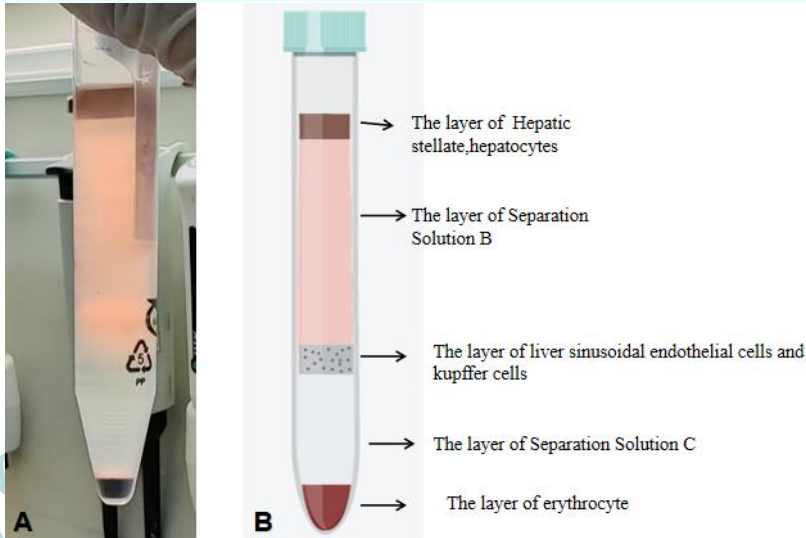 The layer of Hepatic
stellate,hepatocytes
The layer of Separation
Solution B
The layer of liver sinusoidal endothelial cells and
kupffer cells
The layer of Separation Solution C
The layer of erythrocyte
5
PP
A
B